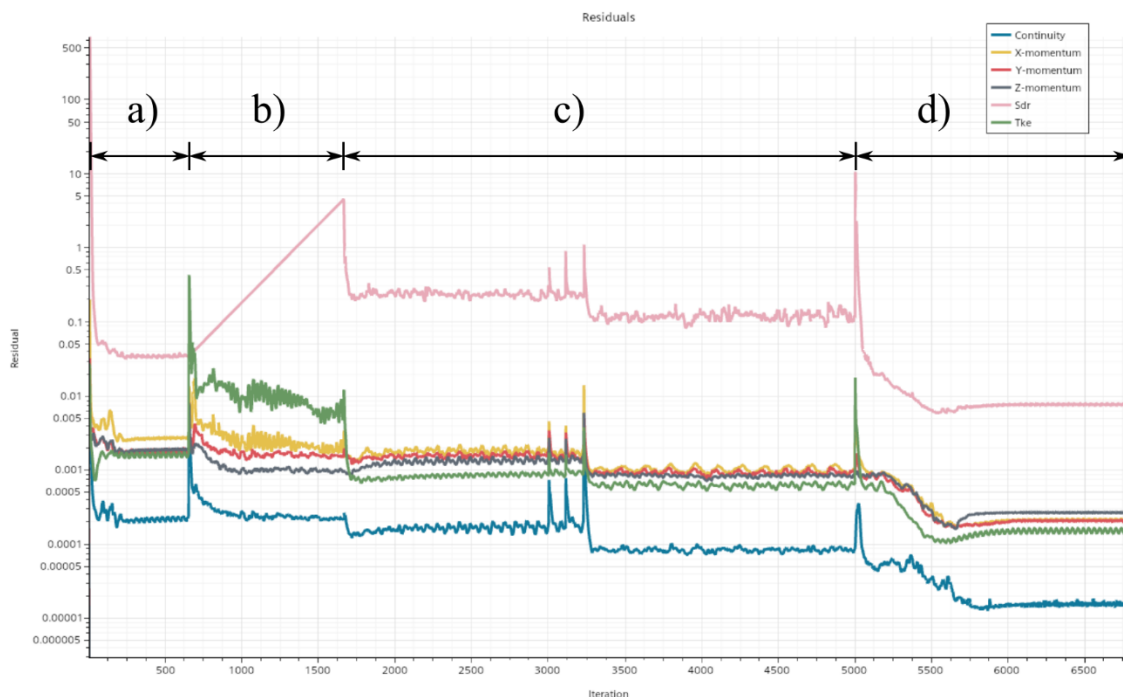 Residuals
Continuity
X-momentum
Y-momentum
Z-momentum
Sdr
Tke
a)
b)
c)
d)
500
100
50
10
5
1
0.5
0.1
0.05
0.01
0.005
0.001
0.0005
0.0001
0.00005
0.00001
0.000005
Residual
500 1000 1500 2000 2500 3000 3500 4000 4500 5000 5500 6000 6500
Iteration